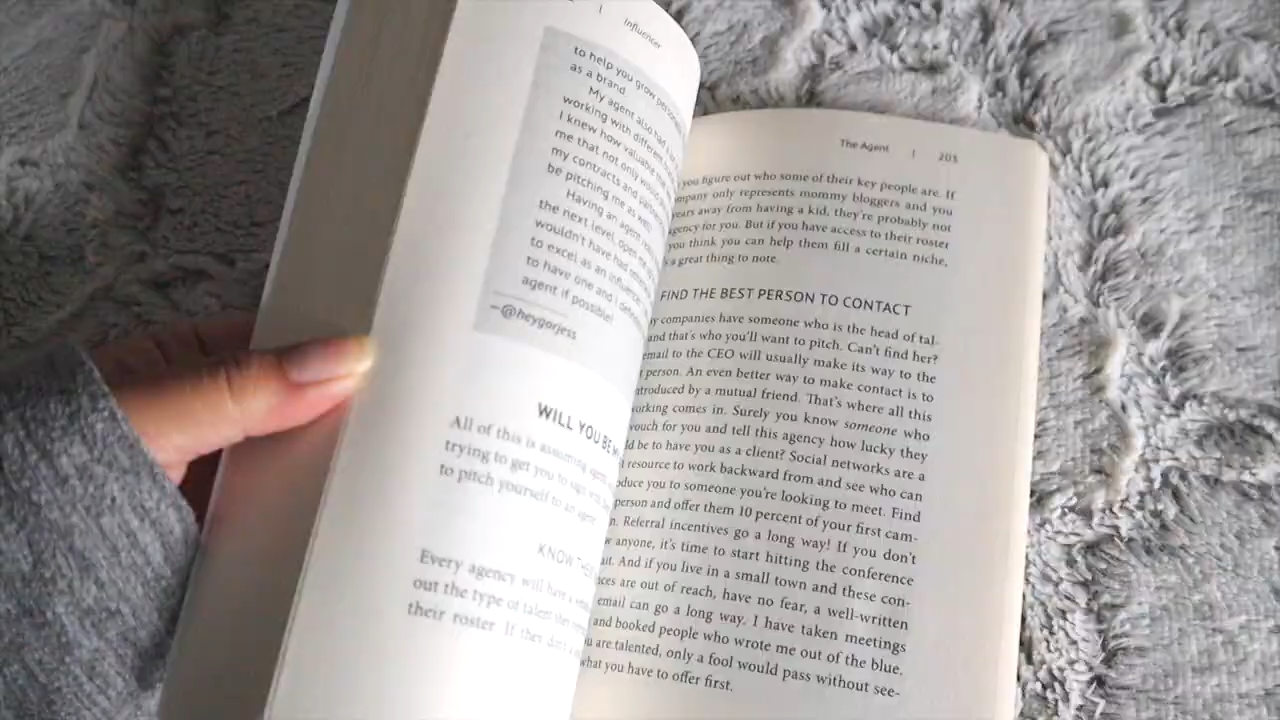 Influencer
to help you grow
as a brand.
My agent also had
working with different
I knew how valuable
me that not only would
my contracts and
be pitching me as well!
Having an agent
the next level, open
wouldn't have had
to excel as an influencer,
to have one and I
agent if possible!
—@heygorjess
WILL YOU BE
All of this is assuming
trying to get you to sign
to pitch yourself to an agent
KNOW
Every agency will have a
out the type of talent they
their roster. If they don't
The Agent | 205
you figure out who some of their key people are. If
only represents mommy bloggers and you
years away from having a kid, they're probably not
agency for you. But if you have access to their roster
you think you can help them fill a certain niche,
a great thing to note.
FIND THE BEST PERSON TO CONTACT
companies have someone who is the head of tal-
and that's who you'll want to pitch. Can't find her?
email to the CEO will usually make its way to the
person. An even better way to make contact is to
introduced by a mutual friend. That's where all this
working comes in. Surely you know someone who
vouch for you and tell this agency how lucky they
be to have you as a client? Social networks are a
resource to work backward from and see who can
you to someone you're looking to meet. Find
person and offer them 10 percent of your first cam-
Referral incentives go a long way! If you don't
anyone, it's time to start hitting the conference
And if you live in a small town and these con-
are out of reach, have no fear, a well-written
email can go a long way. I have taken meetings
and booked people who wrote me out of the blue.
are talented, only a fool would pass without see-
what you have to offer first.